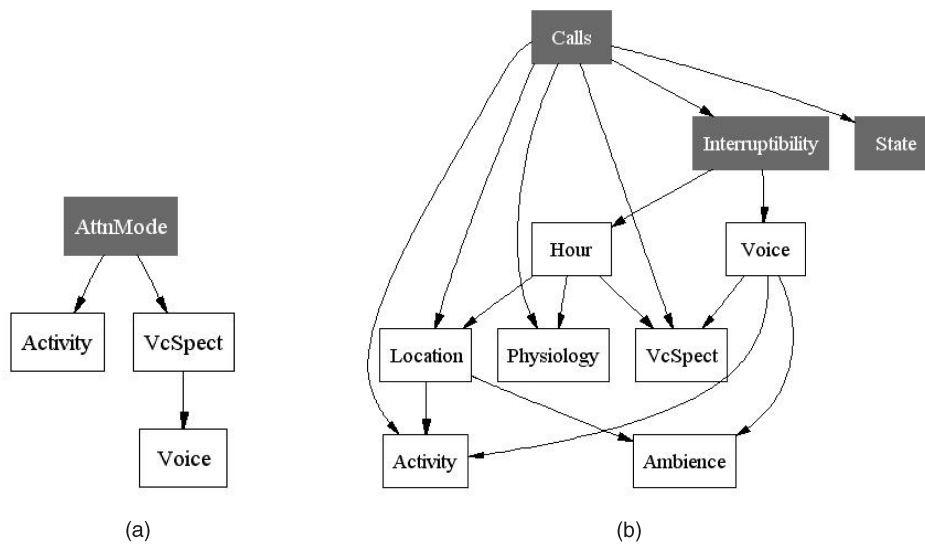 AttnMode
Activity
VcSpect
Voice
(a)
Calls
Interruptibility
State
Hour
Voice
Location
Physiology
VcSpect
Activity
Ambience
(b)